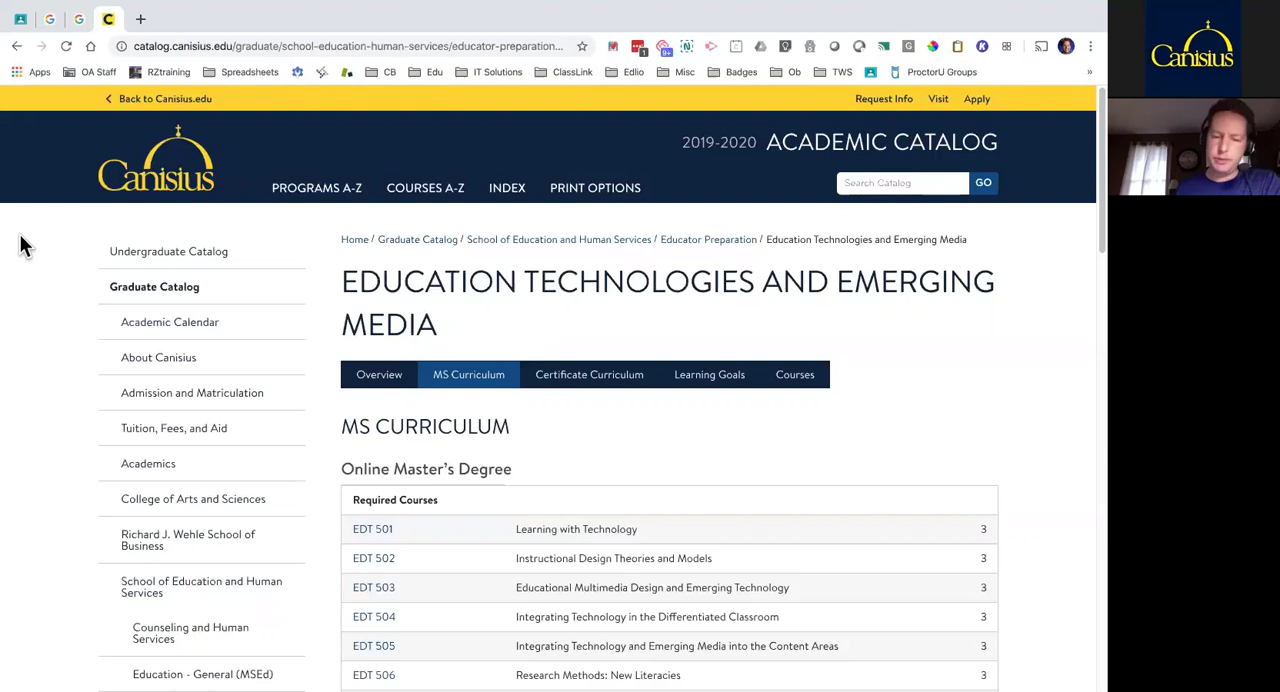 catalog.canisius.edu/graduate/school-education-human-services/educator-preparation...
Apps
OA Staff
RZtraining
Spreadsheets
CB
Edu
IT Solutions
ClassLink
Edlio
Misc
Badges
Ob
TWS
ProctorU Groups
»
Canisius
Back to Canisius.edu
Request Info
Visit
Apply
Canisius
2019-2020 ACADEMIC CATALOG
PROGRAMS A-Z
COURSES A-Z
INDEX
PRINT OPTIONS
Search Catalog
GO
Undergraduate Catalog
Graduate Catalog
Academic Calendar
About Canisius
Admission and Matriculation
Tuition, Fees, and Aid
Academics
College of Arts and Sciences
Richard J. Wehle School of
Business
School of Education and Human
Services
Counseling and Human
Services
Education - General (MSEd)
Home / Graduate Catalog / School of Education and Human Services / Educator Preparation / Education Technologies and Emerging Media
EDUCATION TECHNOLOGIES AND EMERGING
MEDIA
Overview
MS Curriculum
Certificate Curriculum
Learning Goals
Courses
MS CURRICULUM
Online Master's Degree
Required Courses
EDT 501 Learning with Technology 3
EDT 502 Instructional Design Theories and Models 3
EDT 503 Educational Multimedia Design and Emerging Technology 3
EDT 504 Integrating Technology in the Differentiated Classroom 3
EDT 505 Integrating Technology and Emerging Media into the Content Areas 3
EDT 506 Research Methods: New Literacies 3